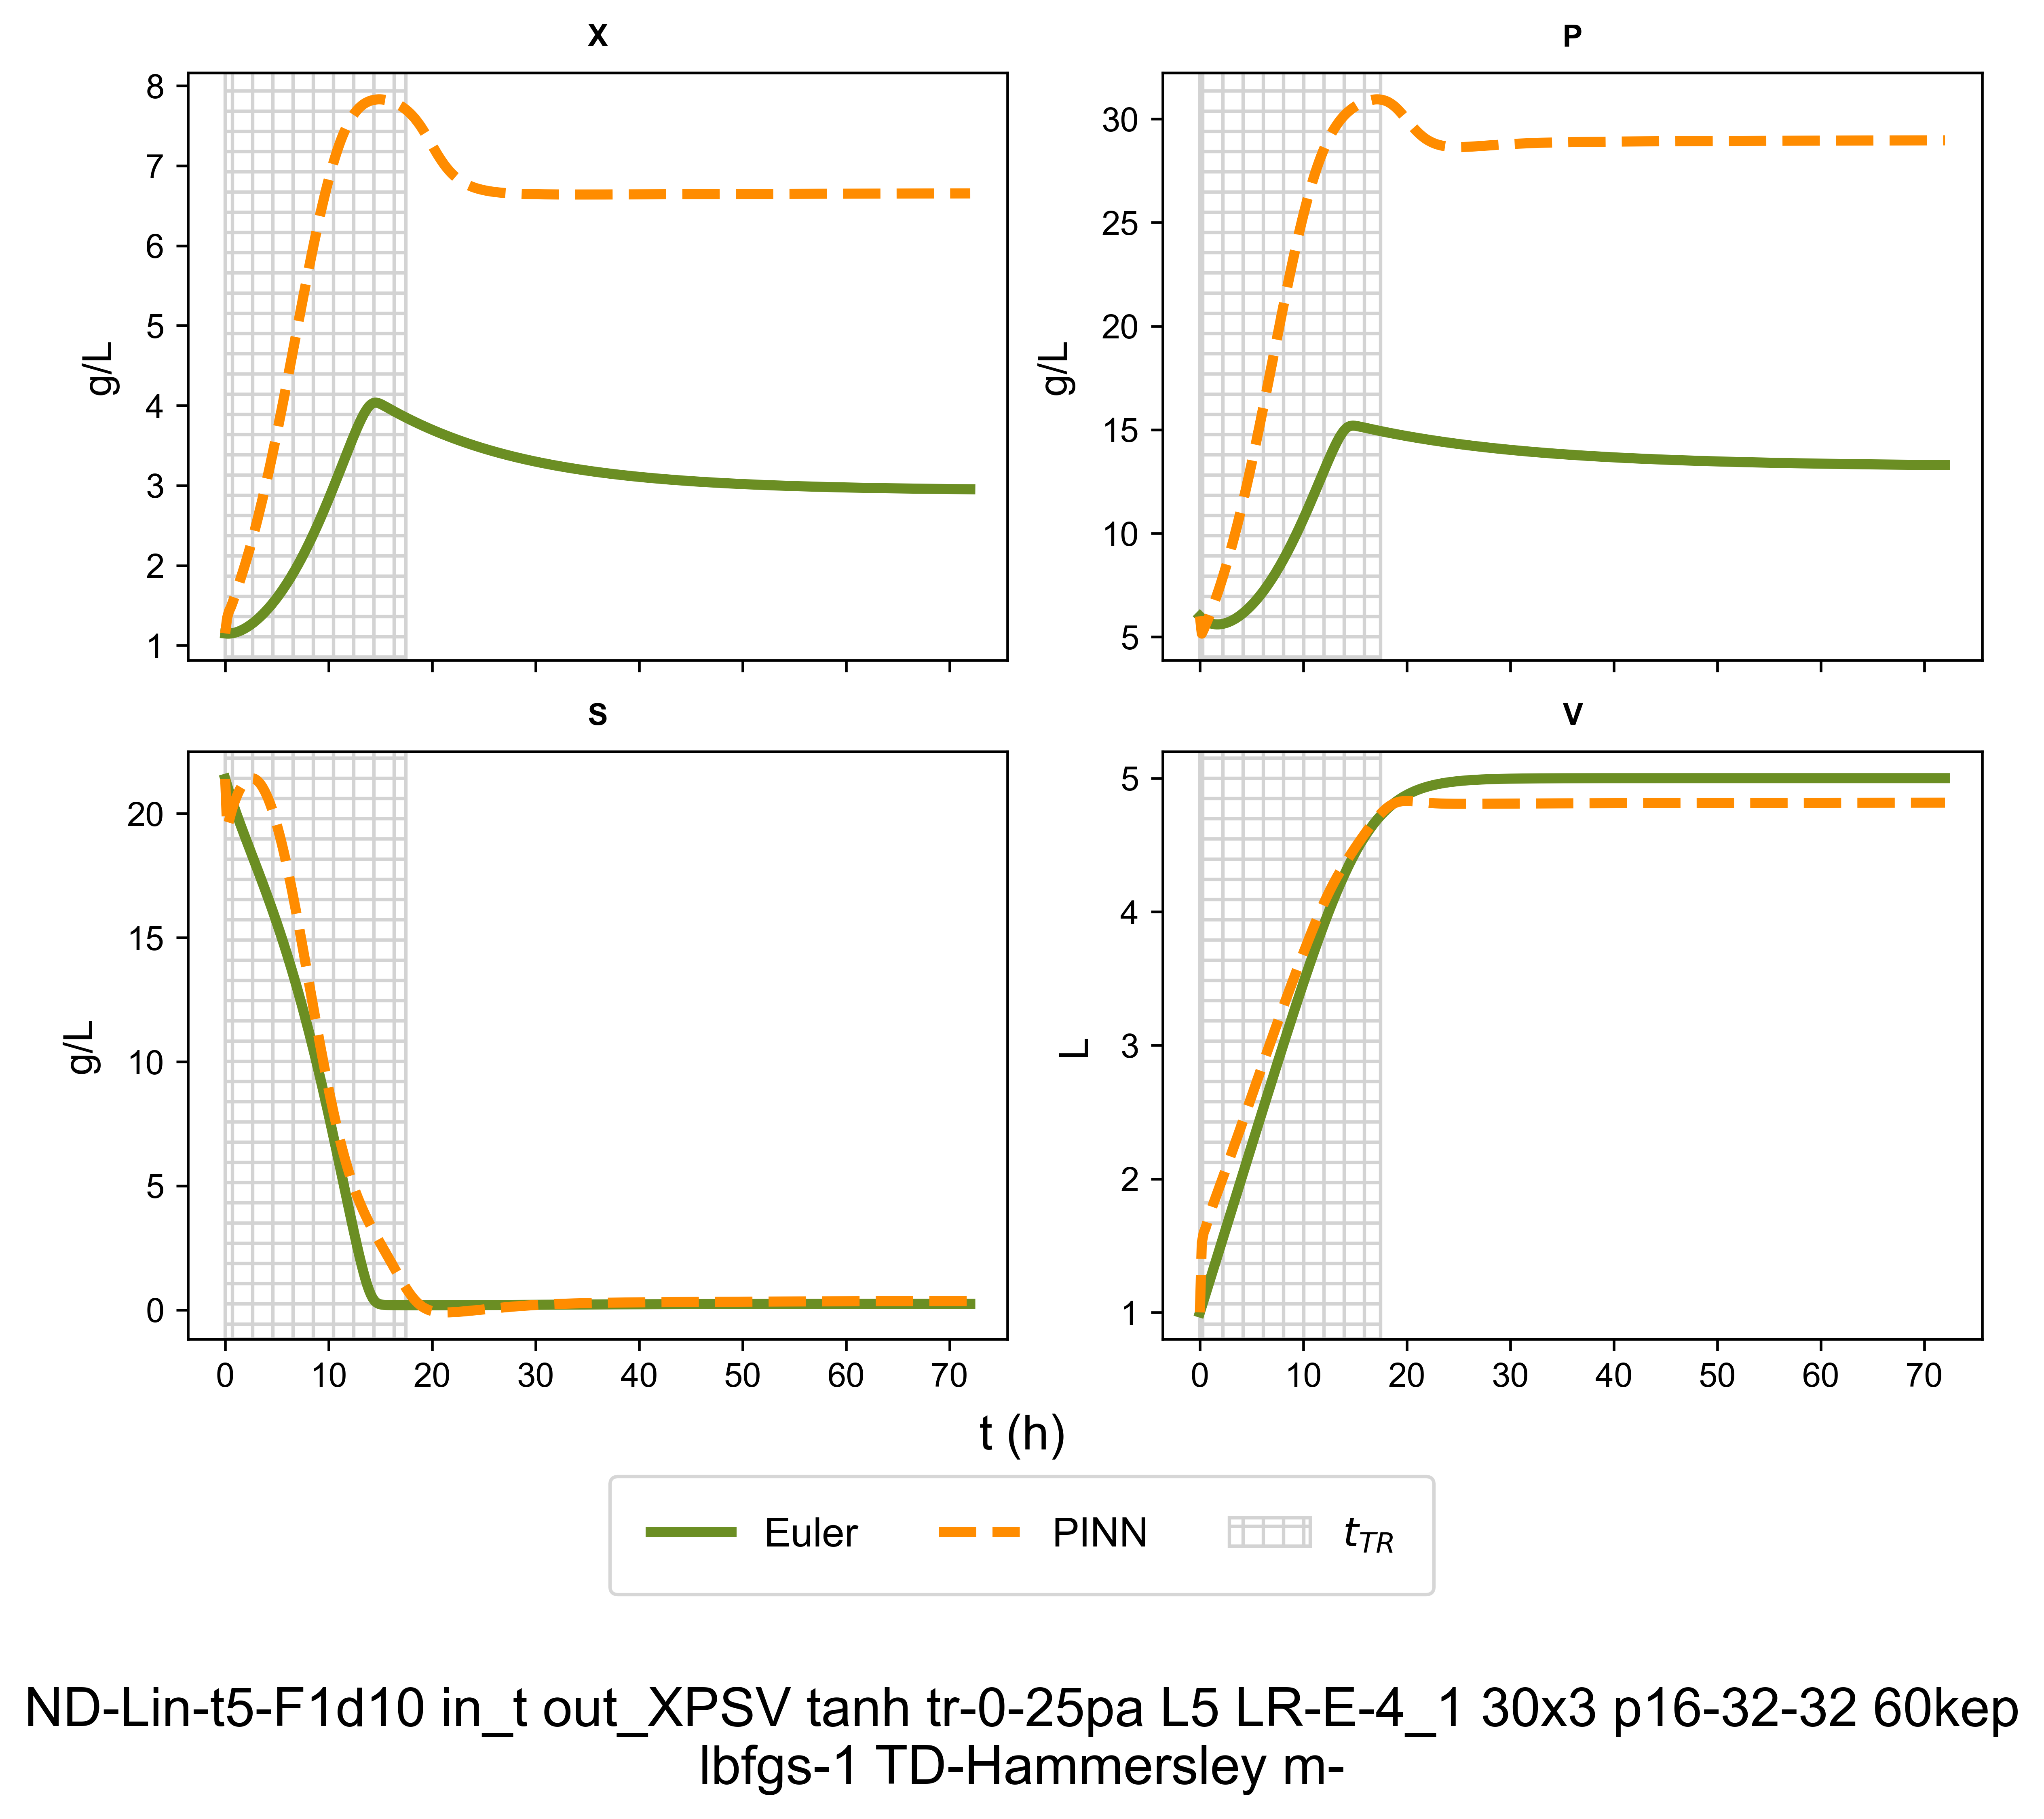 X
P
8
7
6
5
4
3
2
1
g/L
30
25
20
15
10
5
g/L
S
V
20
15
10
5
0
g/L
5
4
3
2
1
L
0 10 20 30 40 50 60 70
0 10 20 30 40 50 60 70
t (h)
Euler PINN t_TR
ND-Lin-t5-F1d10 in_t out_XPSV tanh tr-0-25pa L5 LR-E-4_1 30x3 p16-32-32 60kep
lbfgs-1 TD-Hammersley m-